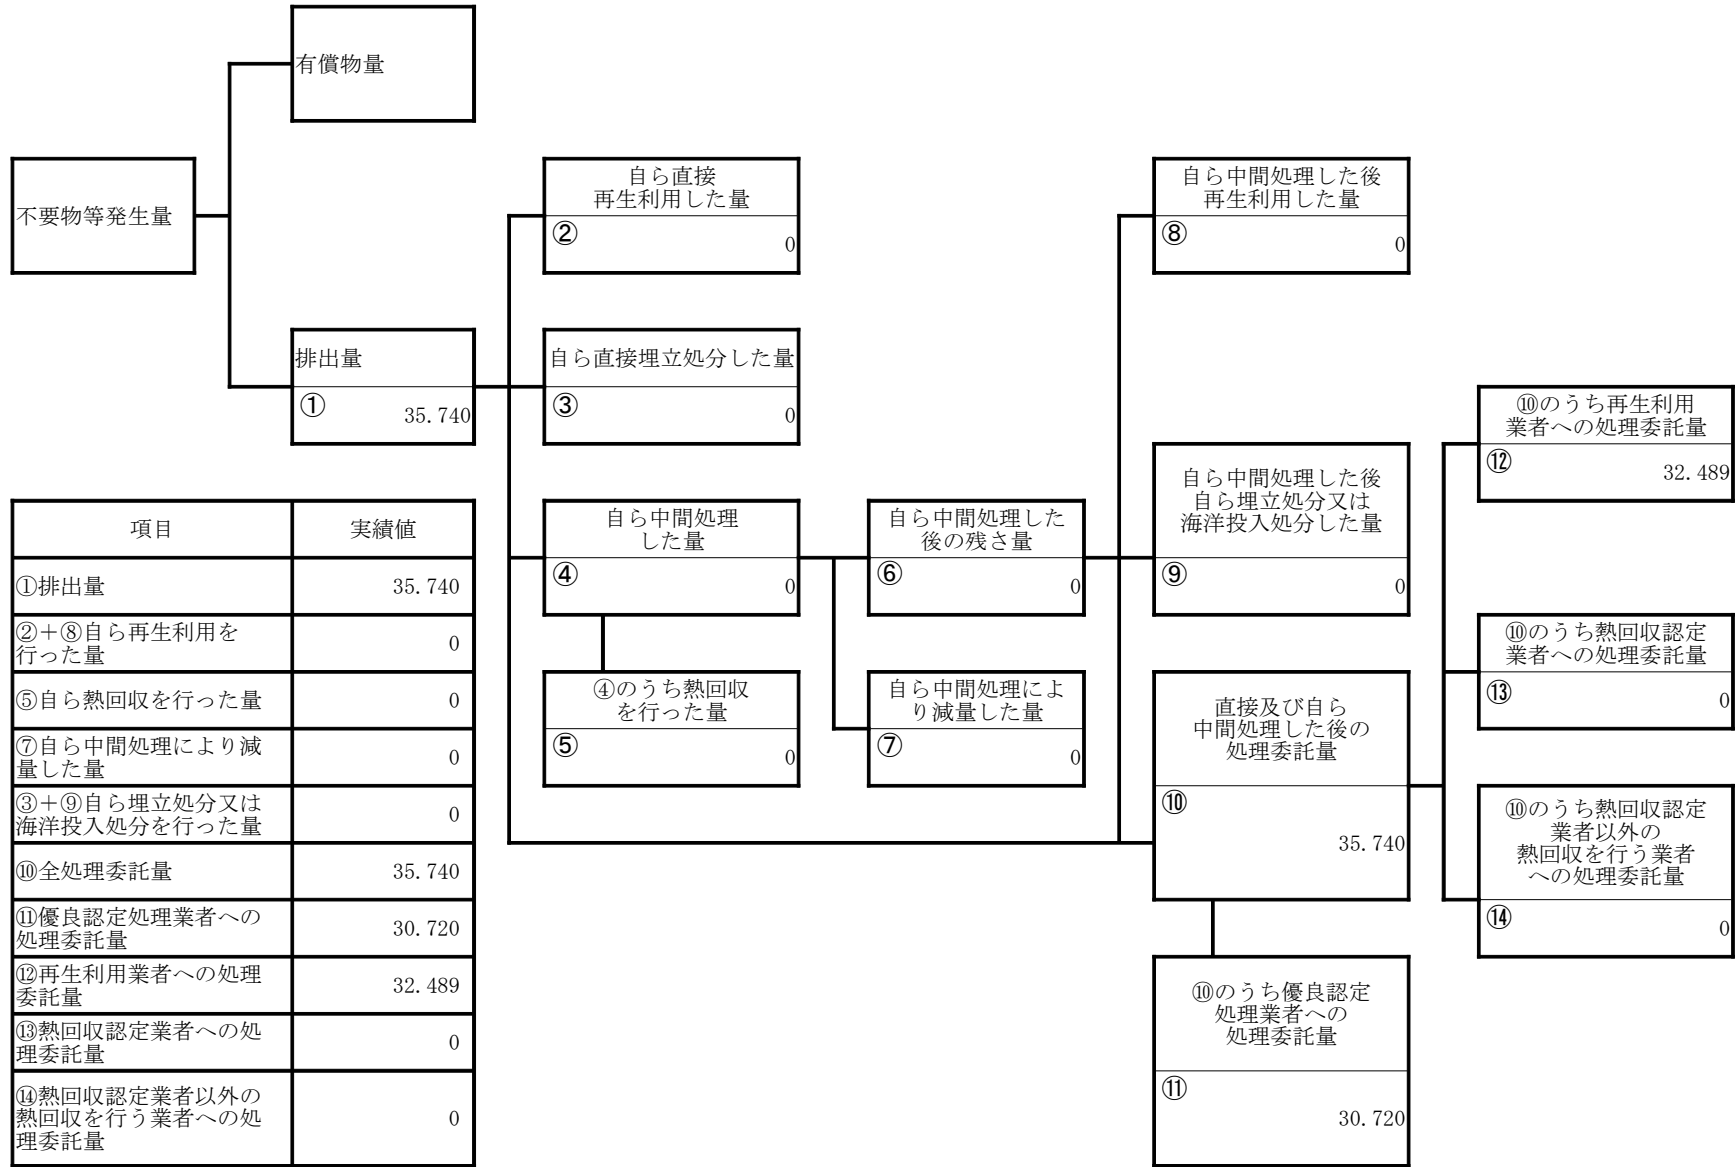 有償物量
不要物等発生量
排出量
①
35.740
自ら直接
再生利用した量
②
0
自ら直接埋立処分した量
③
0
自ら中間処理
した量
④
0
④のうち熱回収
を行った量
⑤
0
自ら中間処理した
後の残さ量
⑥
0
自ら中間処理によ
り減量した量
⑦
0
自ら中間処理した後
再生利用した量
⑧
0
自ら中間処理した後
自ら埋立処分又は
海洋投入処分した量
⑨
0
直接及び自ら
中間処理した後の
処理委託量
⑩
35.740
⑩のうち優良認定
処理業者への
処理委託量
⑪
30.720
⑩のうち再生利用
業者への処理委託量
⑫
32.489
⑩のうち熱回収認定
業者への処理委託量
⑬
0
⑩のうち熱回収認定
業者以外の
熱回収を行う業者
への処理委託量
⑭
0
項目 実績値
①排出量 35.740
②+⑧自ら再生利用を
行った量
0
⑤自ら熱回収を行った量 0
⑦自ら中間処理により減
量した量
0
③+⑨自ら埋立処分又は
海洋投入処分を行った量
0
⑩全処理委託量 35.740
⑪優良認定処理業者への
処理委託量
30.720
⑫再生利用業者への処理
委託量
32.489
⑬熱回収認定業者への処
理委託量
0
⑭熱回収認定業者以外の
熱回収を行う業者への処
理委託量
0